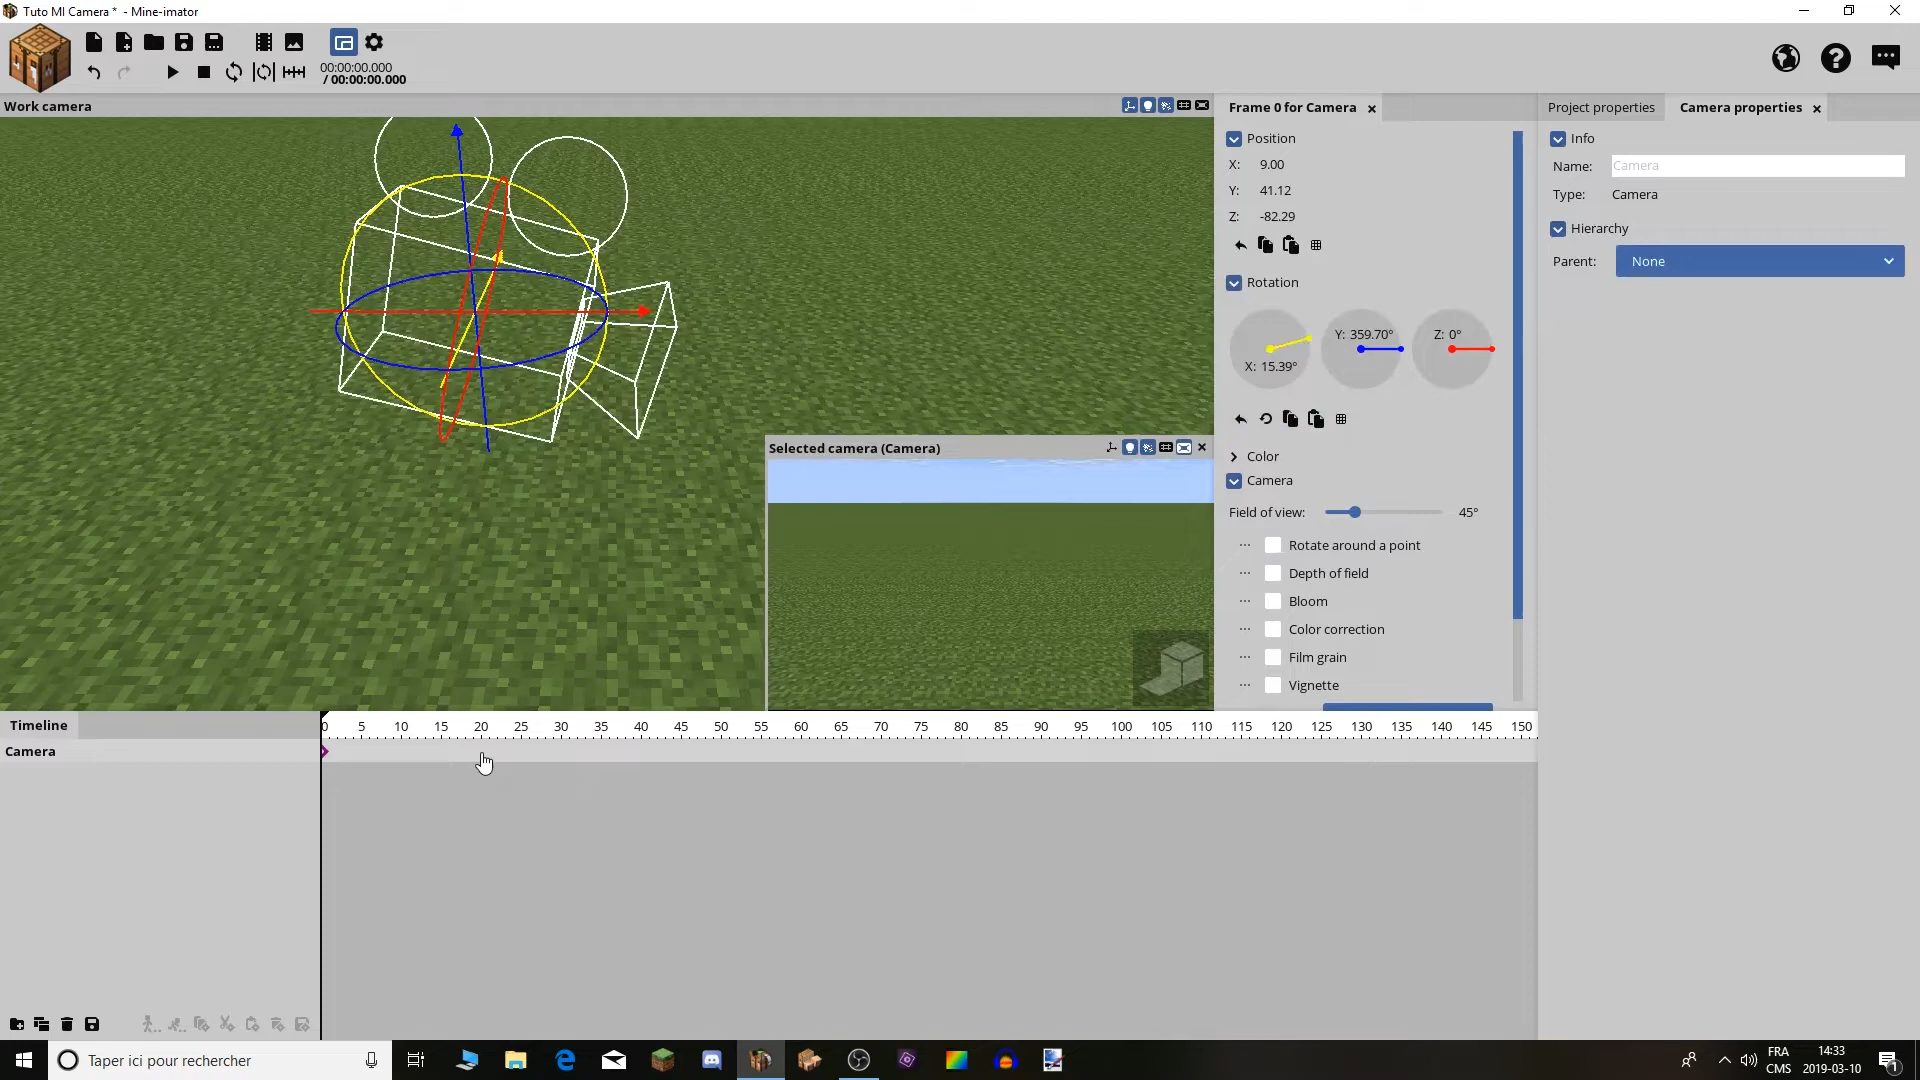 Tuto MI Camera * - Mine-imator
00:00:00.000
/ 00:00:00.000
Work camera
Frame 0 for Camera
Project properties
Camera properties
Position
X: 9.00
Y: 41.12
Z: -82.29
Rotation
X: 15.39°
Y: 359.70°
Z: 0°
Color
Camera
Field of view: 45°
Rotate around a point
Depth of field
Bloom
Color correction
Film grain
Vignette
Info
Name: Camera
Type: Camera
Hierarchy
Parent: None
Selected camera (Camera)
Timeline
0 5 10 15 20 25 30 35 40 45 50 55 60 65 70 75 80 85 90 95 100 105 110 115 120 125 130 135 140 145 150
Camera
Taper ici pour rechercher
FRA
CMS
14:33
2019-03-10
1